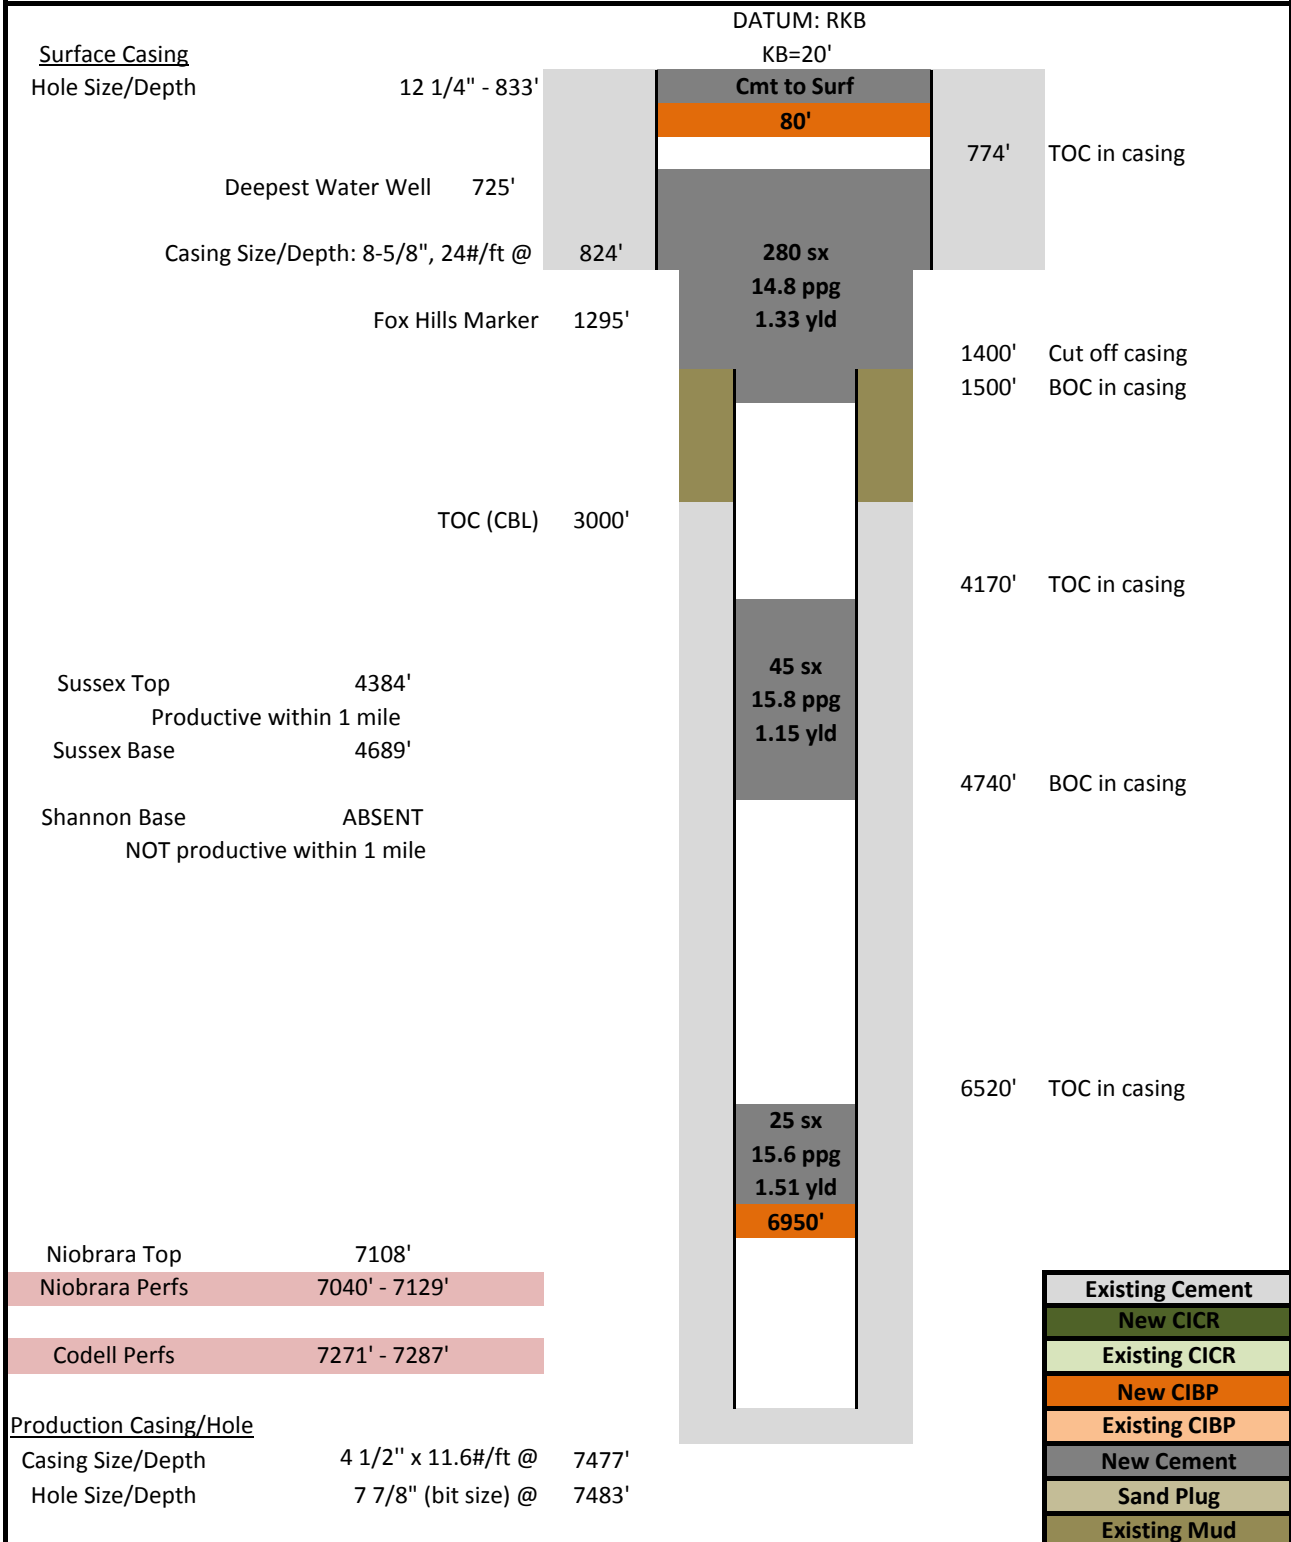 DATUM: RKB
Surface Casing KB=20'
Hole Size/Depth 12 1/4" - 833' Cmt to Surf
80'
774' TOC in casing
Deepest Water Well 725'
Casing Size/Depth: 8-5/8", 24#/ft @ 824' 280 sx
14.8 ppg
Fox Hills Marker 1295' 1.33 yld
1400' Cut off casing
1500' BOC in casing
TOC (CBL) 3000'
4170' TOC in casing
45 sx
Sussex Top 4384' 15.8 ppg
Productive within 1 mile 1.15 yld
Sussex Base 4689'
4740' BOC in casing
Shannon Base ABSENT
NOT productive within 1 mile
6520' TOC in casing
25 sx
15.6 ppg
1.51 yld
6950'
Niobrara Top 7108'
Niobrara Perfs 7040' - 7129' Existing Cement
New CICR
Codell Perfs 7271' - 7287' Existing CICR
New CIBP
Production Casing/Hole Existing CIBP
Casing Size/Depth 4 1/2'' x 11.6#/ft @ 7477' New Cement
Hole Size/Depth 7 7/8" (bit size) @ 7483' Sand Plug
Existing Mud